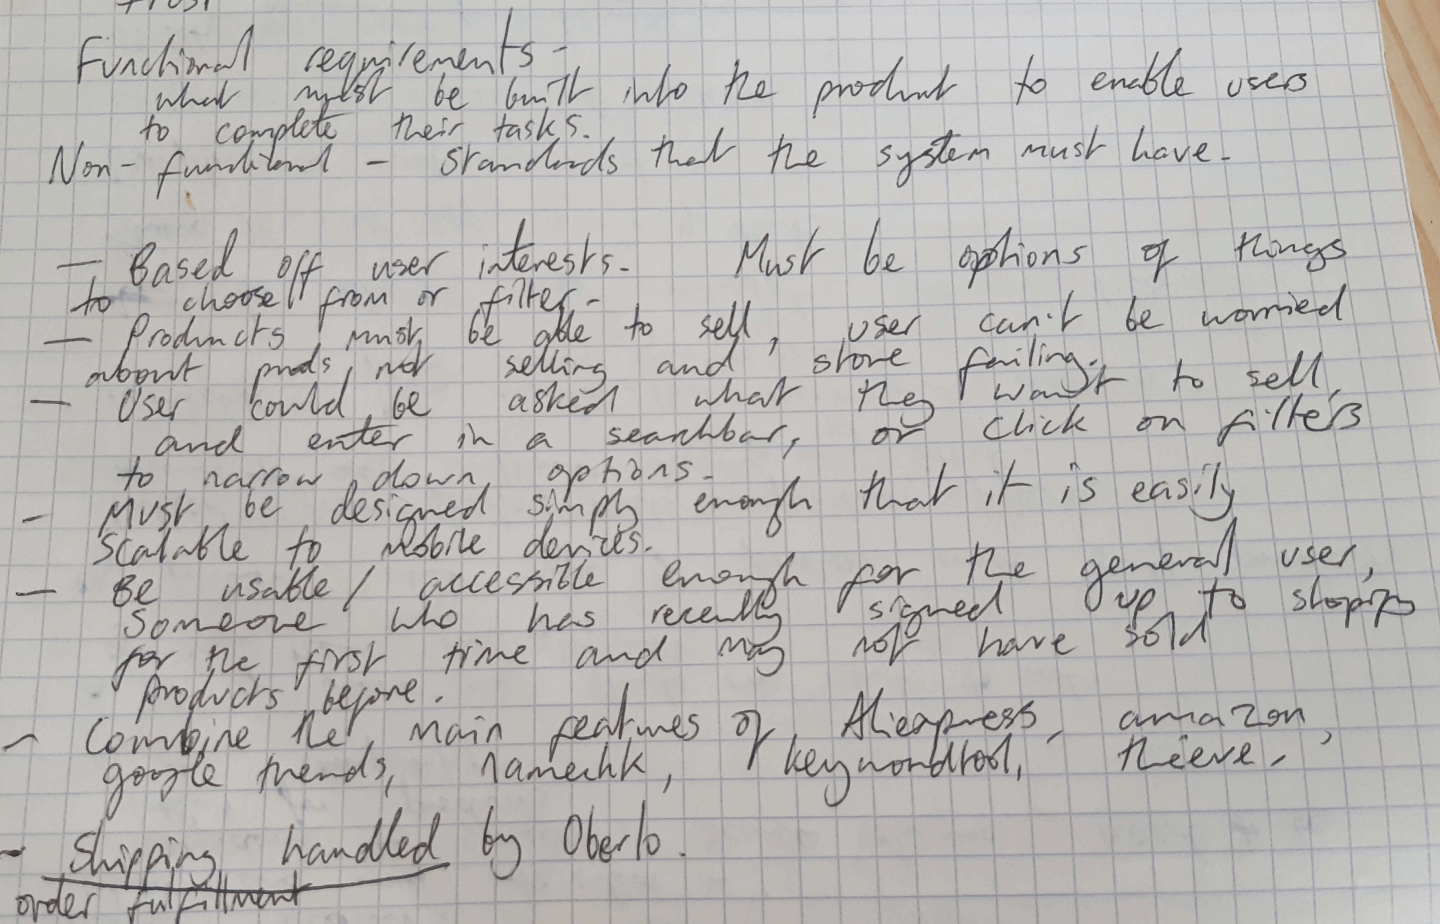 Functional requirements -
what must be built into the product to enable users
to complete their tasks.
Non-functional - standards that the system must have.
- Based off user interests. Must be options of things
to choose from or filter.
- Products must be able to sell, user can't be worried
about prods not selling and store failing.
- User could be asked what they want to sell,
and enter in a searchbar, or click on filters
to narrow down options.
- Must be designed simply enough that it is easily
scalable to mobile devices.
- Be usable/accessible enough for the general user,
Someone who has recently signed up to shopify
for the first time and may not have sold
products before.
- Combine the main features of Aliexpress, amazon,
google trends, namechk, keywordtool, thieve.
- Shipping handled by Oberlo.
order fulfillment